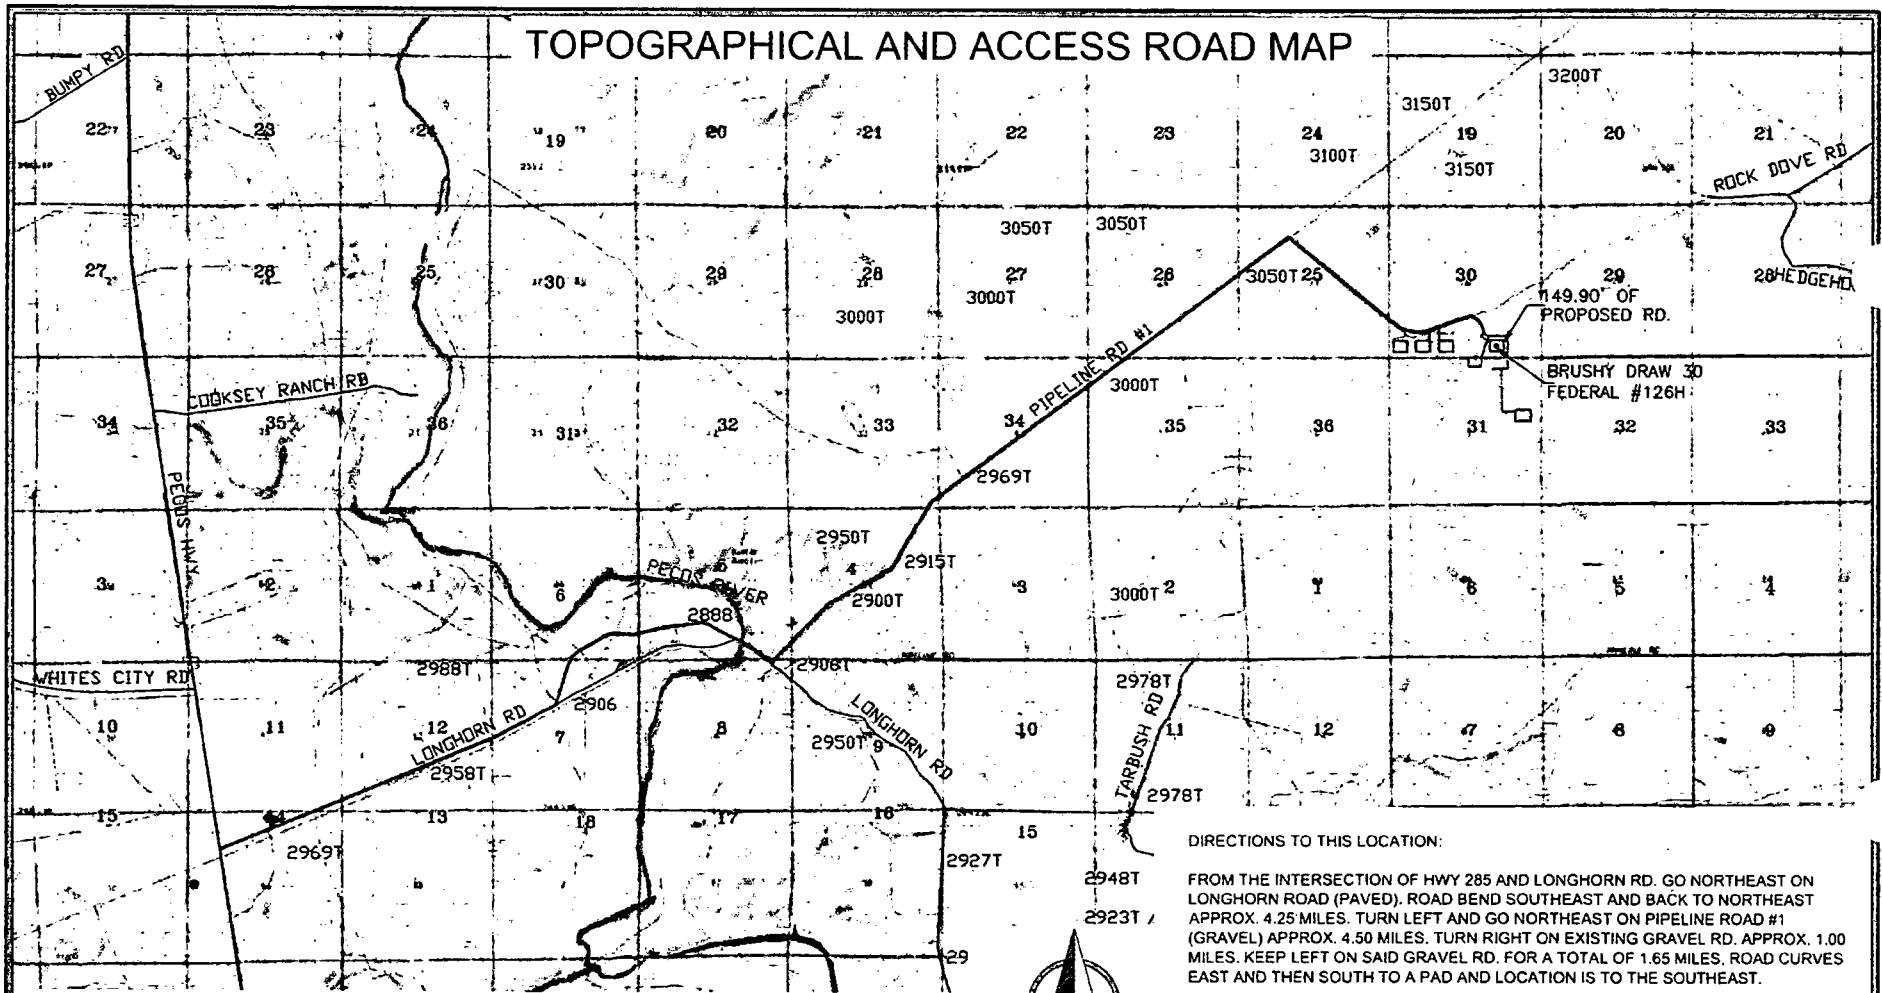 TOPOGRAPHICAL AND ACCESS ROAD MAP
BUMPY RD
3200T
3150T
22 23 24 19 20 21 22 23 24 19 20 21
3100T
3150T
ROCK DOVE RD
3050T 3050T
27 26 25 30 29 28 27 26 3050T 25 30 29 28 HEDGEHO
3000T
3000T
149.90' OF
PROPOSED RD.
PIPELINE RD #1
3000T
BRUSHY DRAW 30
FEDERAL #126H
COOKSEY RANCH RD
34 35 36 31 32 33 34 35 36 31 32 33
2969T
PECOS HWY
2950T
2915T
3 2 1 6 5 4 3 2 1 6 5 4
PECOS RIVER
2900T
3000T
2888
WHITES CITY RD
2988T
2908T
2978T
2906
LONGHORN RD
LONGHORN RD
TARBUSH RD
10 11 12 7 8 9 10 11 12 7 8 9
2950T
2958T
2978T
15 14 13 18 17 16 15
2969T
2927T
2948T
2923T
29
DIRECTIONS TO THIS LOCATION:
FROM THE INTERSECTION OF HWY 285 AND LONGHORN RD. GO NORTHEAST ON
LONGHORN ROAD (PAVED). ROAD BEND SOUTHEAST AND BACK TO NORTHEAST
APPROX. 4.25 MILES. TURN LEFT AND GO NORTHEAST ON PIPELINE ROAD #1
(GRAVEL) APPROX. 4.50 MILES. TURN RIGHT ON EXISTING GRAVEL RD. APPROX. 1.00
MILES. KEEP LEFT ON SAID GRAVEL RD. FOR A TOTAL OF 1.65 MILES. ROAD CURVES
EAST AND THEN SOUTH TO A PAD AND LOCATION IS TO THE SOUTHEAST.